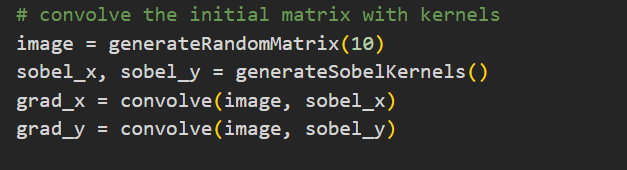 # convolve the initial matrix with kernels
image = generateRandomMatrix(10)
sobel_x, sobel_y = generateSobelKernels()
grad_x = convolve(image, sobel_x)
grad_y = convolve(image, sobel_y)